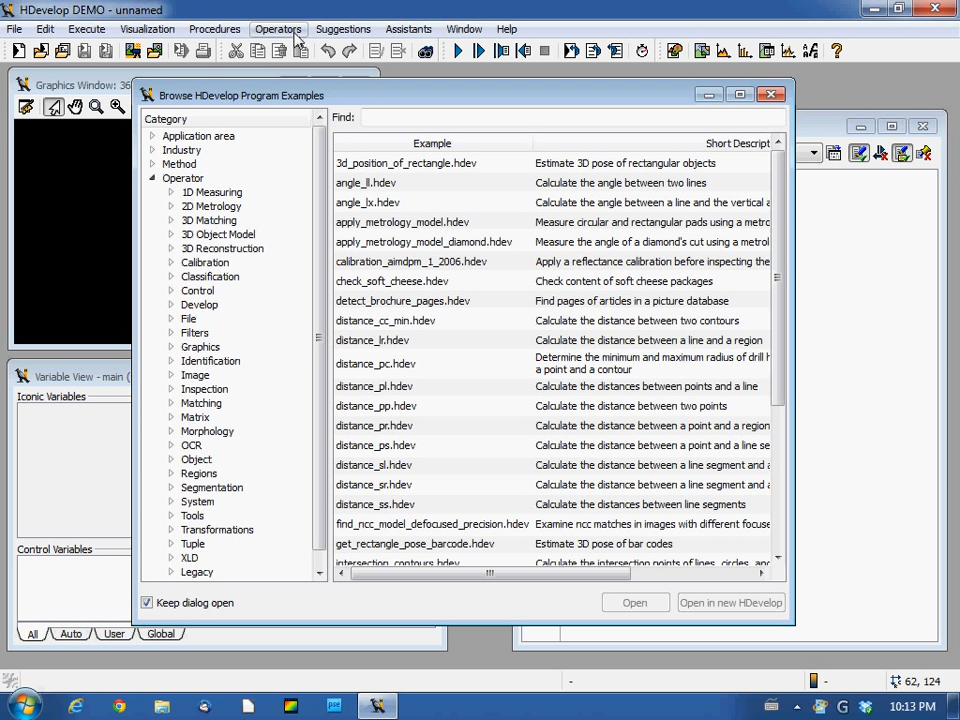 HDevelop DEMO - unnamed
File Edit Execute Visualization Procedures Operators Suggestions Assistants Window Help
Graphics Window: 36
Browse HDevelop Program Examples
Category
Application area
Industry
Method
Operator
1D Measuring
2D Metrology
3D Matching
3D Object Model
3D Reconstruction
Calibration
Classification
Control
Develop
File
Filters
Graphics
Identification
Image
Inspection
Matching
Matrix
Morphology
OCR
Object
Regions
Segmentation
System
Tools
Transformations
Tuple
XLD
Legacy
Find:
Example Short Descript
3d_position_of_rectangle.hdev Estimate 3D pose of rectangular objects
angle_ll.hdev Calculate the angle between two lines
angle_lx.hdev Calculate the angle between a line and the vertical a
apply_metrology_model.hdev Measure circular and rectangular pads using a metro
apply_metrology_model_diamond.hdev Measure the angle of a diamond's cut using a metrol
calibration_aimdpm_1_2006.hdev Apply a reflectance calibration before inspecting the
check_soft_cheese.hdev Check content of soft cheese packages
detect_brochure_pages.hdev Find pages of articles in a picture database
distance_cc_min.hdev Calculate the distance between two contours
distance_lr.hdev Calculate the distance between a line and a region
distance_pc.hdev Determine the minimum and maximum radius of drill h
a point and a contour
distance_pl.hdev Calculate the distances between points and a line
distance_pp.hdev Calculate the distance between two points
distance_pr.hdev Calculate the distance between a point and a region
distance_ps.hdev Calculate the distance between a point and a line se
distance_sl.hdev Calculate the distance between a line segment and a
distance_sr.hdev Calculate the distance between a line segment and a
distance_ss.hdev Calculate the distances between line segments
find_ncc_model_defocused_precision.hdev Examine ncc matches in images with different focuse
get_rectangle_pose_barcode.hdev Estimate 3D pose of bar codes
intersection_contours.hdev Calculate the intersection points of lines, circles, and
Keep dialog open
Open
Open in new HDevelop
Variable View - main (
Iconic Variables
Control Variables
All Auto User Global
-
-
62, 124
pse
10:13 PM